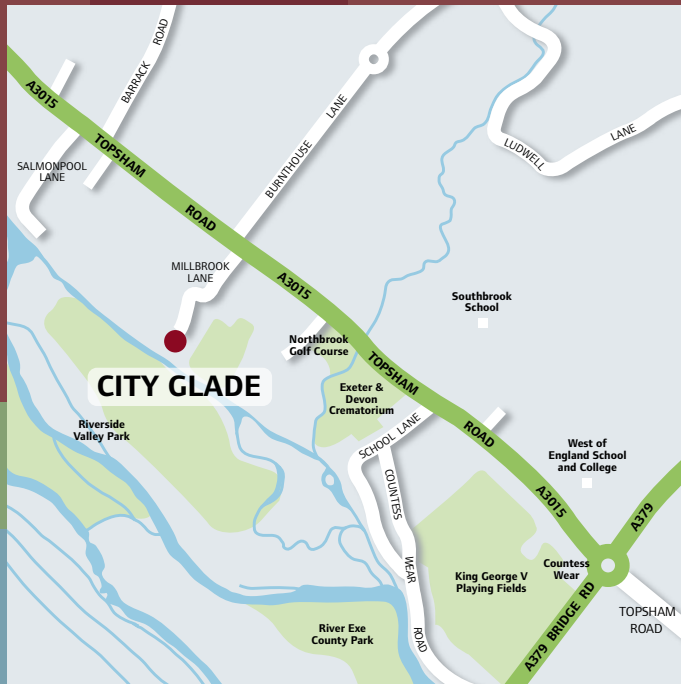 BARRACK ROAD
A3015
TOPSHAM
ROAD
A3015
TOPSHAM
ROAD
A3015
SALMONPOOL
LANE
BURNTHOUSE LANE
LUDWELL LANE
MILLBROOK
LANE
Southbrook
School
Northbrook
Golf Course
CITY GLADE
Exeter &
Devon
Crematorium
SCHOOL LANE
Riverside
Valley Park
West of
England School
and College
COUNTESS WEAR ROAD
A379
King George V
Playing Fields
Countess
Wear
A379 BRIDGE RD
TOPSHAM
ROAD
River Exe
County Park